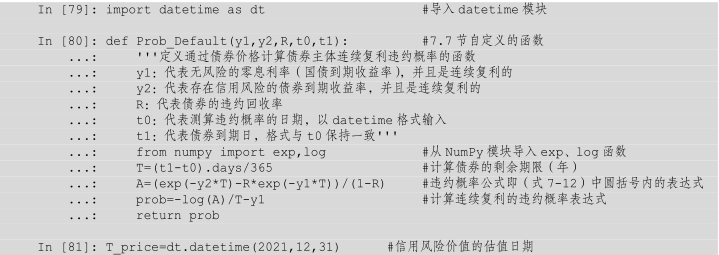 In [79]: import datetime as dt #导入 datetime 模块
In [80]: def Prob_Default(y1,y2,R,t0,t1): #7.7 节自定义的函数
...: '''定义通过债券价格计算债券主体连续复利违约概率的函数
...: y1: 代表无风险的零息利率（国债到期收益率），并且是连续复利的
...: y2: 代表存在信用风险的债券到期收益率，并且是连续复利的
...: R: 代表债券的违约回收率
...: t0: 代表测算违约概率的日期，以 datetime 格式输入
...: t1: 代表债券到期日，格式与 t0 保持一致'''
...: from numpy import exp,log #从 NumPy 模块导入 exp、log 函数
...: T=(t1-t0).days/365 #计算债券的剩余期限（年）
...: A=(exp(-y2*T)-R*exp(-y1*T))/(1-R) #违约概率公式即（式 7-12）中圆括号内的表达式
...: prob=-log(A)/T-y1 #计算连续复利的违约概率表达式
...: return prob
In [81]: T_price=dt.datetime(2021,12,31) #信用风险价值的估值日期